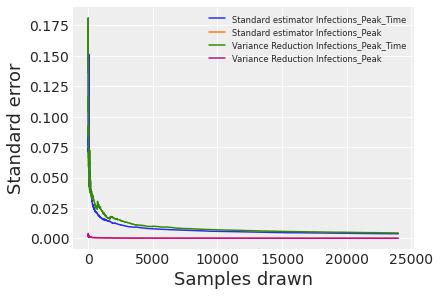 Standard estimator Infections_Peak_Time
Standard estimator Infections_Peak
Variance Reduction Infections_Peak_Time
Variance Reduction Infections_Peak
0.175
0.150
0.125
0.100
0.075
0.050
0.025
0.000
Standard error
0 5000 10000 15000 20000 25000
Samples drawn